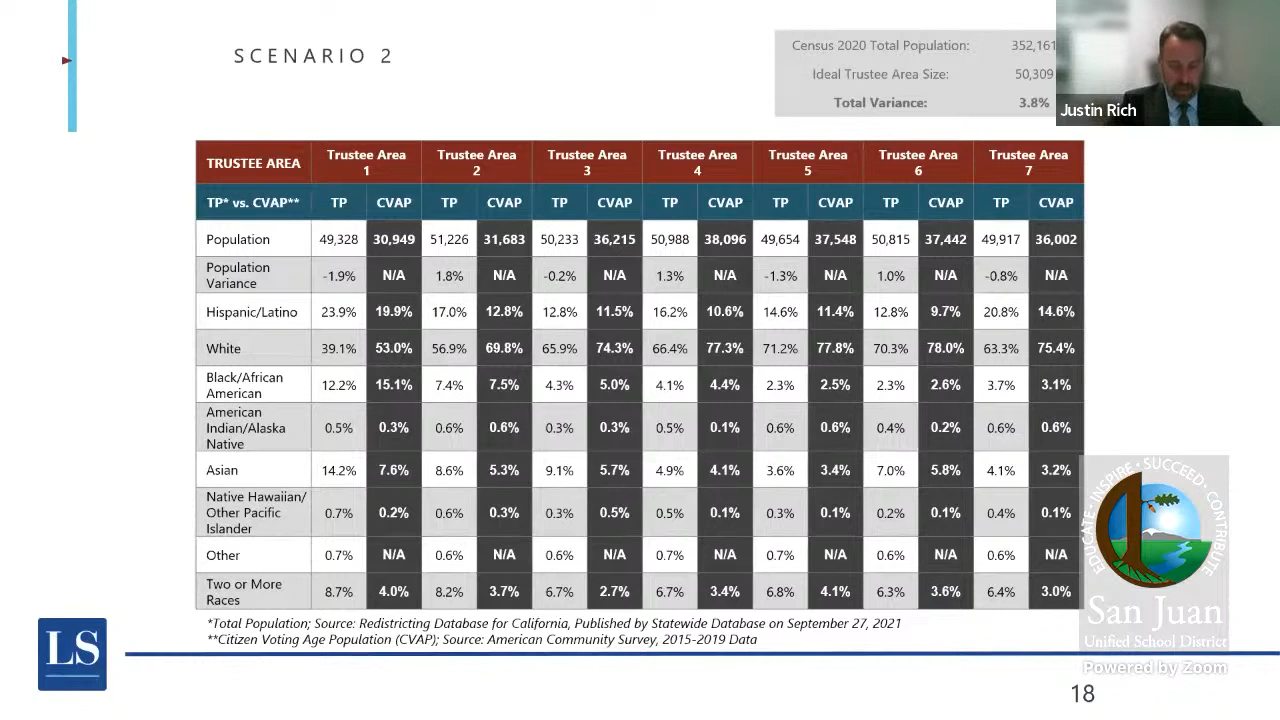 SCENARIO 2
Census 2020 Total Population: 352,161
Ideal Trustee Area Size: 50,309
Total Variance: 3.8%
Justin Rich
TRUSTEE AREA Trustee Area 1 Trustee Area 2 Trustee Area 3 Trustee Area 4 Trustee Area 5 Trustee Area 6 Trustee Area 7
TP* vs. CVAP** TP CVAP TP CVAP TP CVAP TP CVAP TP CVAP TP CVAP TP CVAP
Population 49,328 30,949 51,226 31,683 50,233 36,215 50,988 38,096 49,654 37,548 50,815 37,442 49,917 36,002
Population Variance -1.9% N/A 1.8% N/A -0.2% N/A 1.3% N/A -1.3% N/A 1.0% N/A -0.8% N/A
Hispanic/Latino 23.9% 19.9% 17.0% 12.8% 12.8% 11.5% 16.2% 10.6% 14.6% 11.4% 12.8% 9.7% 20.8% 14.6%
White 39.1% 53.0% 56.9% 69.8% 65.9% 74.3% 66.4% 77.3% 71.2% 77.8% 70.3% 78.0% 63.3% 75.4%
Black/African American 12.2% 15.1% 7.4% 7.5% 4.3% 5.0% 4.1% 4.4% 2.3% 2.5% 2.3% 2.6% 3.7% 3.1%
American Indian/Alaska Native 0.5% 0.3% 0.6% 0.6% 0.3% 0.3% 0.5% 0.1% 0.6% 0.6% 0.4% 0.2% 0.6% 0.6%
Asian 14.2% 7.6% 8.6% 5.3% 9.1% 5.7% 4.9% 4.1% 3.6% 3.4% 7.0% 5.8% 4.1% 3.2%
Native Hawaiian/ Other Pacific Islander 0.7% 0.2% 0.6% 0.3% 0.3% 0.5% 0.5% 0.1% 0.3% 0.1% 0.2% 0.1% 0.4% 0.1%
Other 0.7% N/A 0.6% N/A 0.6% N/A 0.7% N/A 0.7% N/A 0.6% N/A 0.6% N/A
Two or More Races 8.7% 4.0% 8.2% 3.7% 6.7% 2.7% 6.7% 3.4% 6.8% 4.1% 6.3% 3.6% 6.4% 3.0%
*Total Population; Source: Redistricting Database for California, Published by Statewide Database on September 27, 2021
**Citizen Voting Age Population (CVAP); Source: American Community Survey, 2015-2019 Data
LS
EDUCATE • INSPIRE • SUCCEED • CONTRIBUTE
San Juan
Unified School District
Powered by Zoom
18